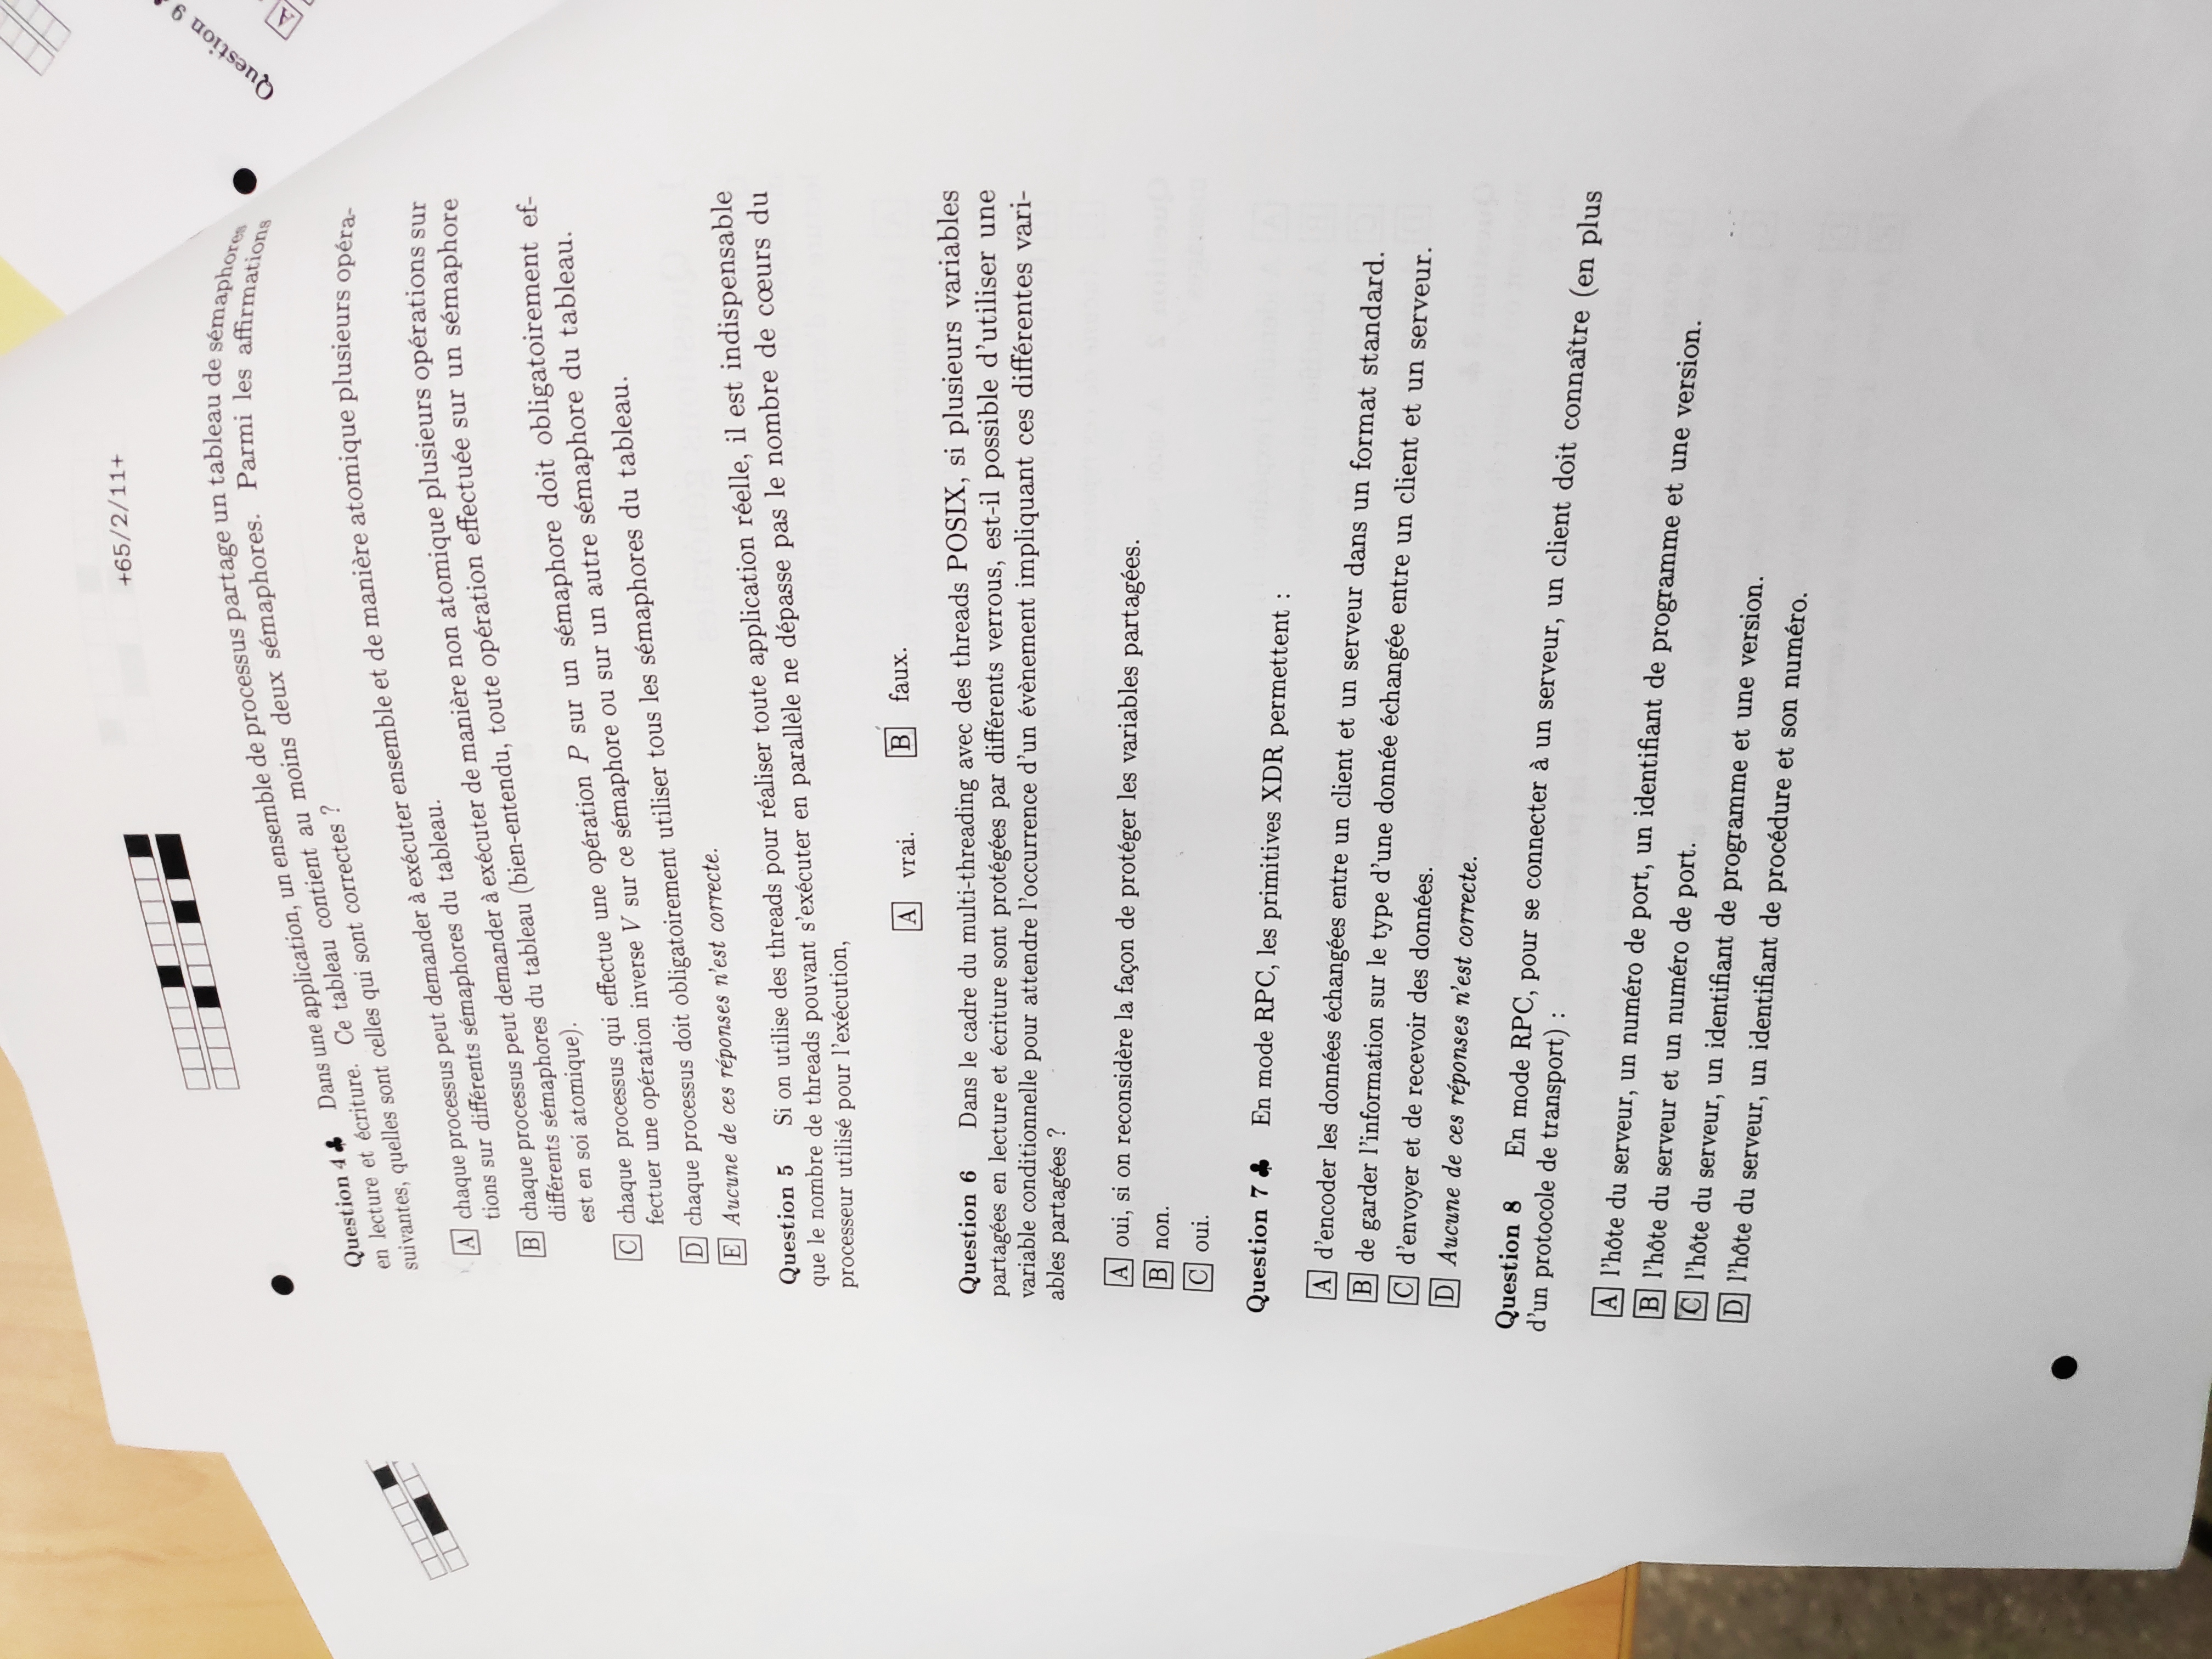 +65/2/11+
Question 4 ♣ Dans une application, un ensemble de processus partage un tableau de sémaphores
en lecture et écriture. Ce tableau contient au moins deux sémaphores. Parmi les affirmations
suivantes, quelles sont celles qui sont correctes ?
A chaque processus peut demander à exécuter ensemble et de manière atomique plusieurs opéra-
tions sur différents sémaphores du tableau.
B chaque processus peut demander à exécuter de manière non atomique plusieurs opérations sur
différents sémaphores du tableau (bien-entendu, toute opération effectuée sur un sémaphore
est en soi atomique).
C chaque processus qui effectue une opération P sur un sémaphore doit obligatoirement ef-
fectuer une opération inverse V sur ce sémaphore ou sur un autre sémaphore du tableau.
D chaque processus doit obligatoirement utiliser tous les sémaphores du tableau.
E Aucune de ces réponses n'est correcte.
Question 5 Si on utilise des threads pour réaliser toute application réelle, il est indispensable
que le nombre de threads pouvant s'exécuter en parallèle ne dépasse pas le nombre de cœurs du
processeur utilisé pour l'exécution,
A vrai. B faux.
Question 6 Dans le cadre du multi-threading avec des threads POSIX, si plusieurs variables
partagées en lecture et écriture sont protégées par différents verrous, est-il possible d'utiliser une
variable conditionnelle pour attendre l'occurrence d'un évènement impliquant ces différentes vari-
ables partagées ?
A oui, si on reconsidère la façon de protéger les variables partagées.
B non.
C oui.
Question 7 ♣ En mode RPC, les primitives XDR permettent :
A d'encoder les données échangées entre un client et un serveur dans un format standard.
B de garder l'information sur le type d'une donnée échangée entre un client et un serveur.
C d'envoyer et de recevoir des données.
D Aucune de ces réponses n'est correcte.
Question 8 En mode RPC, pour se connecter à un serveur, un client doit connaître (en plus
d'un protocole de transport) :
A l'hôte du serveur, un numéro de port, un identifiant de programme et une version.
B l'hôte du serveur et un numéro de port.
C l'hôte du serveur, un identifiant de programme et une version.
D l'hôte du serveur, un identifiant de procédure et son numéro.
Question 9 ♣
A